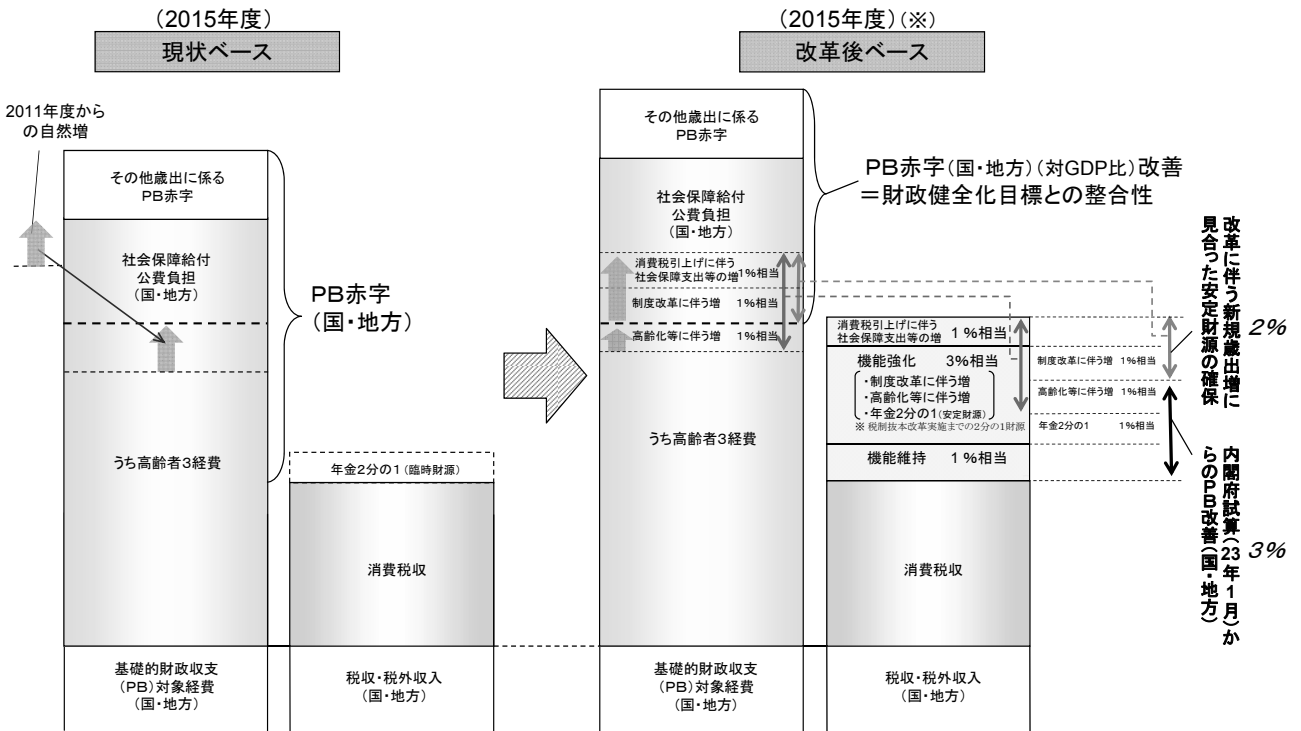 (2015年度)
現状ベース
2011年度から
の自然増
その他歳出に係る
PB赤字
社会保障給付
公費負担
(国・地方)
うち高齢者3経費
PB赤字
(国・地方)
年金2分の1(臨時財源)
消費税収
基礎的財政収支
(PB)対象経費
(国・地方)
税収・税外収入
(国・地方)
(2015年度)(※)
改革後ベース
その他歳出に係る
PB赤字
社会保障給付
公費負担
(国・地方)
消費税引上げに伴う
社会保障支出等の増 1%相当
制度改革に伴う増 1%相当
高齢化等に伴う増 1%相当
うち高齢者3経費
PB赤字(国・地方)(対GDP比)改善
=財政健全化目標との整合性
消費税引上げに伴う
社会保障支出等の増 1%相当
機能強化 3%相当
・制度改革に伴う増
・高齢化等に伴う増
・年金2分の1(安定財源)
※ 税制抜本改革実施までの2分の1財源
機能維持 1%相当
消費税収
制度改革に伴う増 1%相当
高齢化等に伴う増 1%相当
年金2分の1 1%相当
改革に伴う新規歳出増に
見合った安定財源の確保
2%
内閣府試算(23年1月)か
らのPB改善(国・地方)
3%
基礎的財政収支
(PB)対象経費
(国・地方)
税収・税外収入
(国・地方)